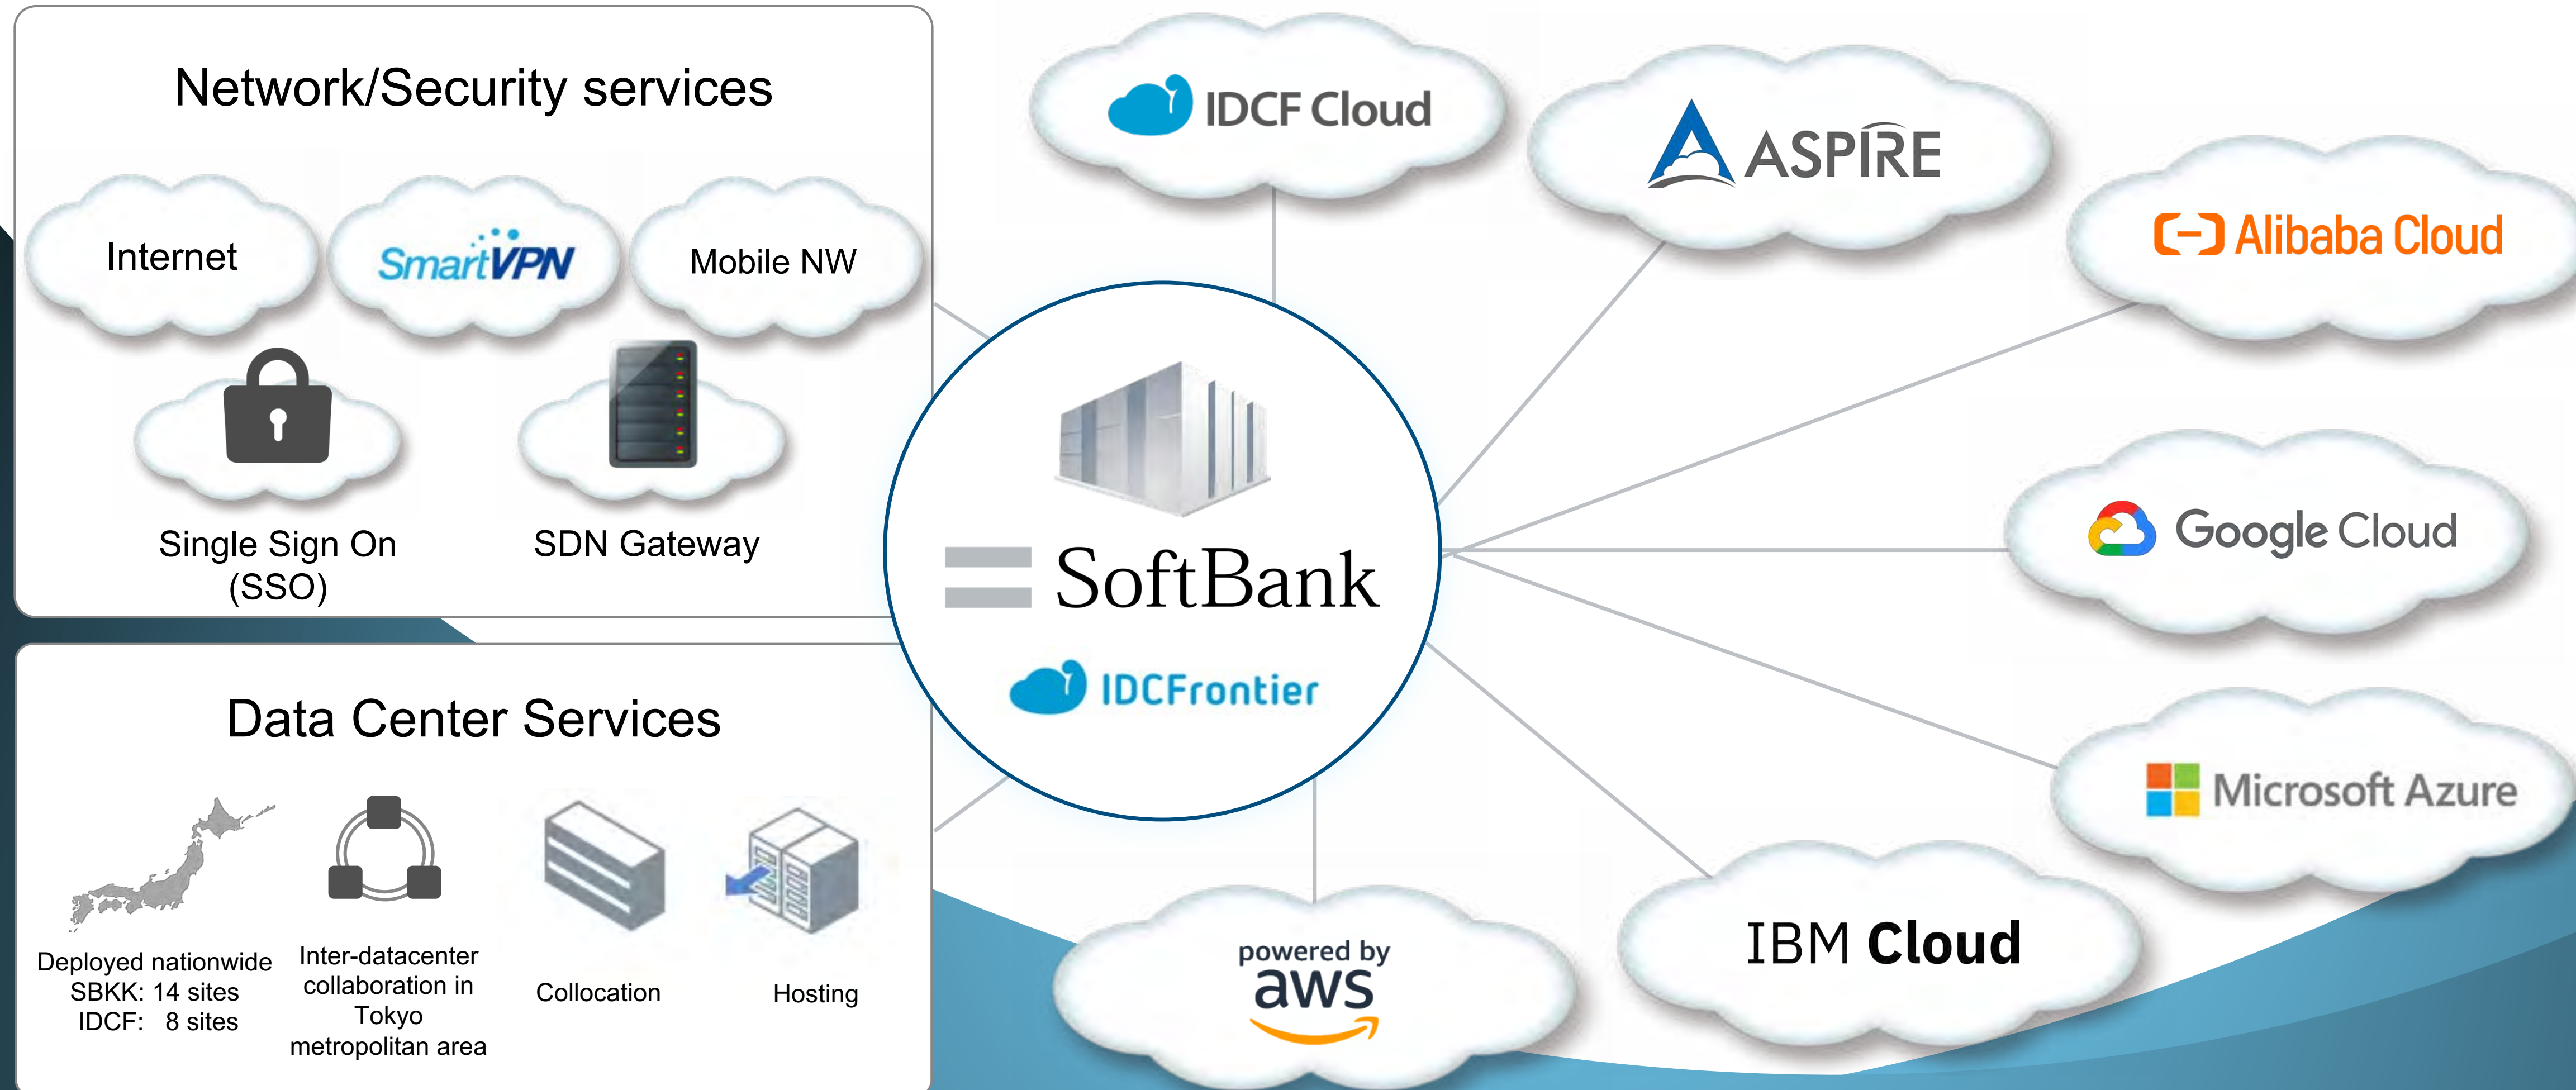 Network/Security services
Internet
SmartVPN
Mobile NW
Single Sign On
(SSO)
SDN Gateway
Data Center Services
Deployed nationwide
SBKK: 14 sites
IDCF: 8 sites
Inter-datacenter
collaboration in
Tokyo
metropolitan area
Collocation
Hosting
SoftBank
IDCFrontier
IDCF Cloud
ASPIRE
Alibaba Cloud
Google Cloud
Microsoft Azure
IBM Cloud
powered by
aws